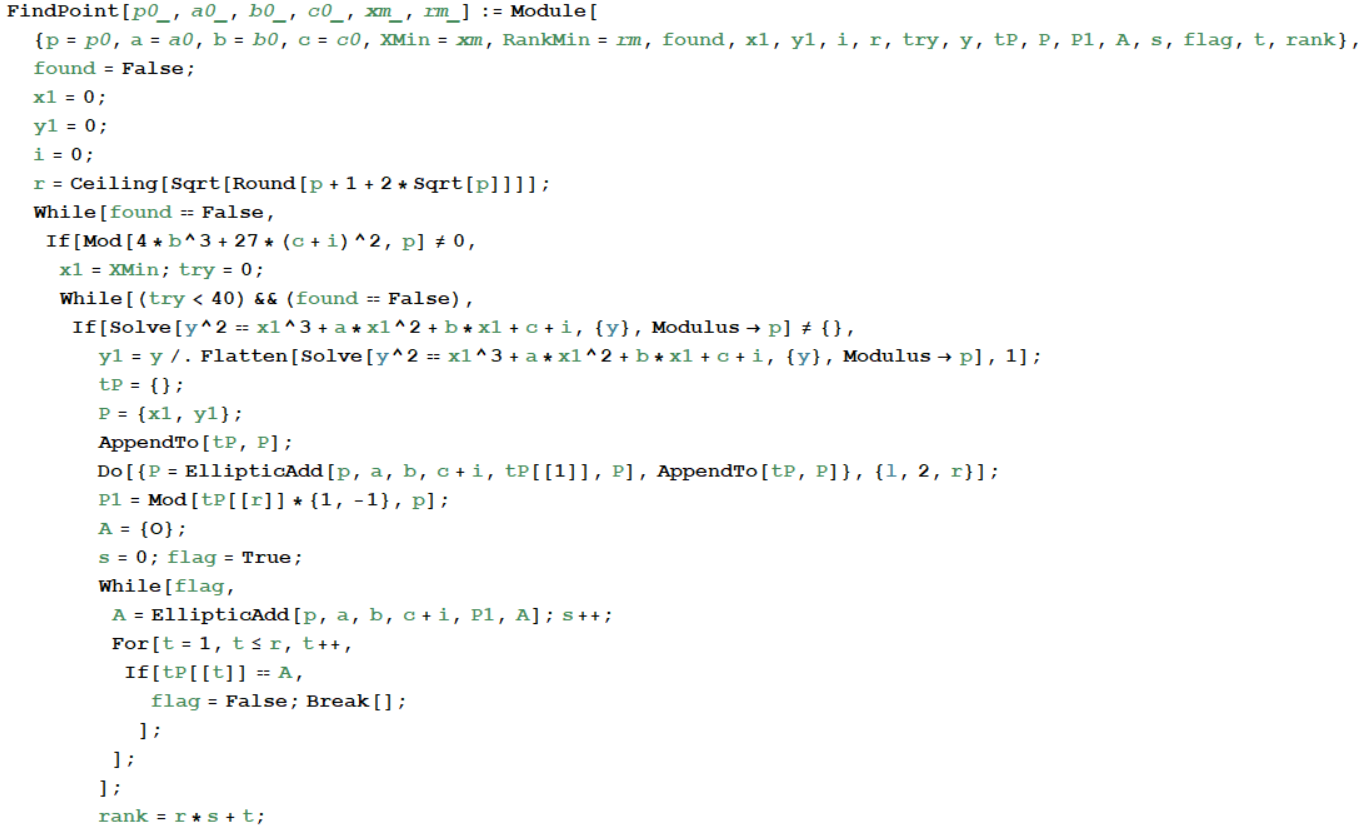 FindPoint[p0_, a0_, b0_, c0_, xm_, rm_] := Module[
{p = p0, a = a0, b = b0, c = c0, XMin = xm, RankMin = rm, found, x1, y1, i, r, try, y, tP, P, P1, A, s, flag, t, rank},
found = False;
x1 = 0;
y1 = 0;
i = 0;
r = Ceiling[Sqrt[Round[p + 1 + 2 * Sqrt[p]]]];
While[found == False,
If[Mod[4 * b^3 + 27 * (c + i)^2, p] ≠ 0,
x1 = XMin; try = 0;
While[(try < 40) && (found == False),
If[Solve[y^2 == x1^3 + a * x1^2 + b * x1 + c + i, {y}, Modulus → p] ≠ {},
y1 = y /. Flatten[Solve[y^2 == x1^3 + a * x1^2 + b * x1 + c + i, {y}, Modulus → p], 1];
tP = {};
P = {x1, y1};
AppendTo[tP, P];
Do[{P = EllipticAdd[p, a, b, c + i, tP[[1]], P], AppendTo[tP, P]}, {l, 2, r}];
P1 = Mod[tP[[r]] * {1, -1}, p];
A = {O};
s = 0; flag = True;
While[flag,
A = EllipticAdd[p, a, b, c + i, P1, A]; s++;
For[t = 1, t ≤ r, t++,
If[tP[[t]] == A,
flag = False; Break[];
];
];
];
rank = r * s + t;